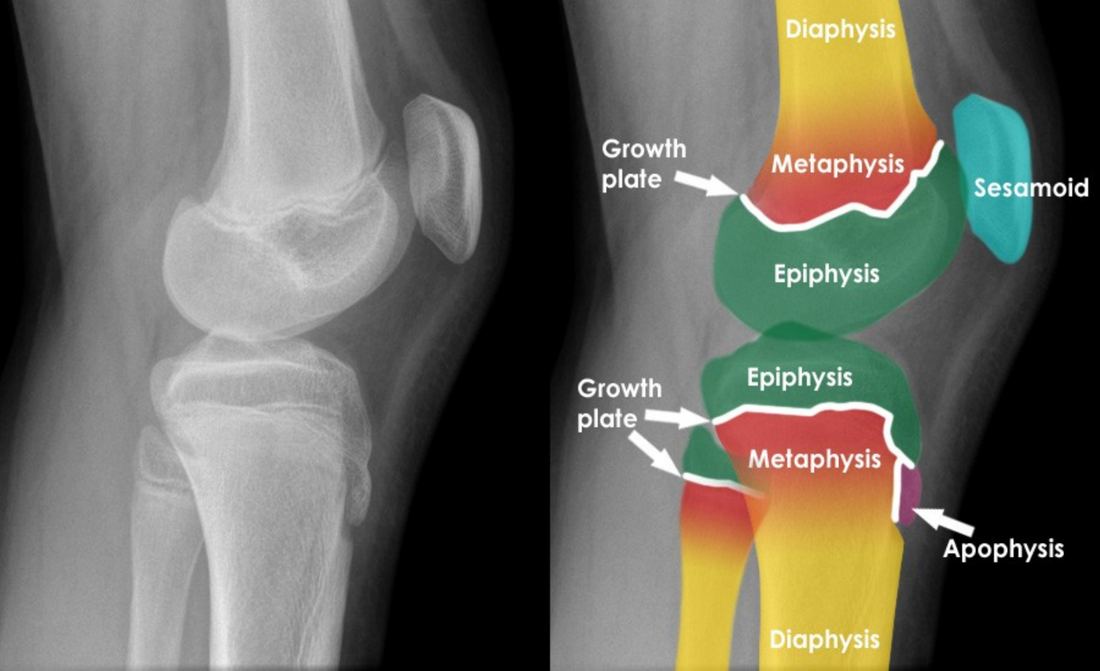 Diaphysis
Growth
plate
Metaphysis
Sesamoid
Epiphysis
Epiphysis
Growth
plate
Metaphysis
Apophysis
Diaphysis